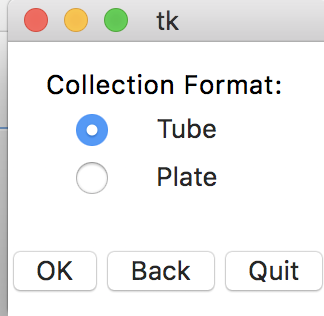 tk
Collection Format:
Tube
Plate
OK Back Quit